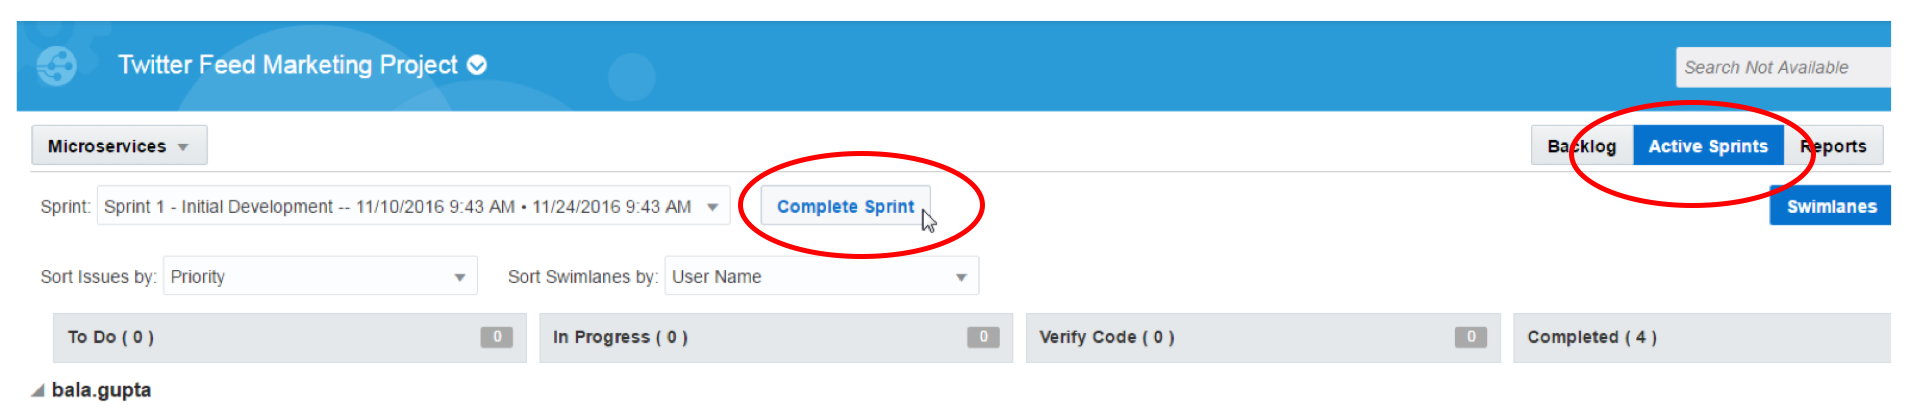 Twitter Feed Marketing Project
Search Not Available
Microservices
Backlog Active Sprints Reports
Sprint: Sprint 1 - Initial Development -- 11/10/2016 9:43 AM • 11/24/2016 9:43 AM Complete Sprint
Swimlanes
Sort Issues by: Priority Sort Swimlanes by: User Name
To Do ( 0 ) 0 In Progress ( 0 ) 0 Verify Code ( 0 ) 0 Completed ( 4 )
bala.gupta